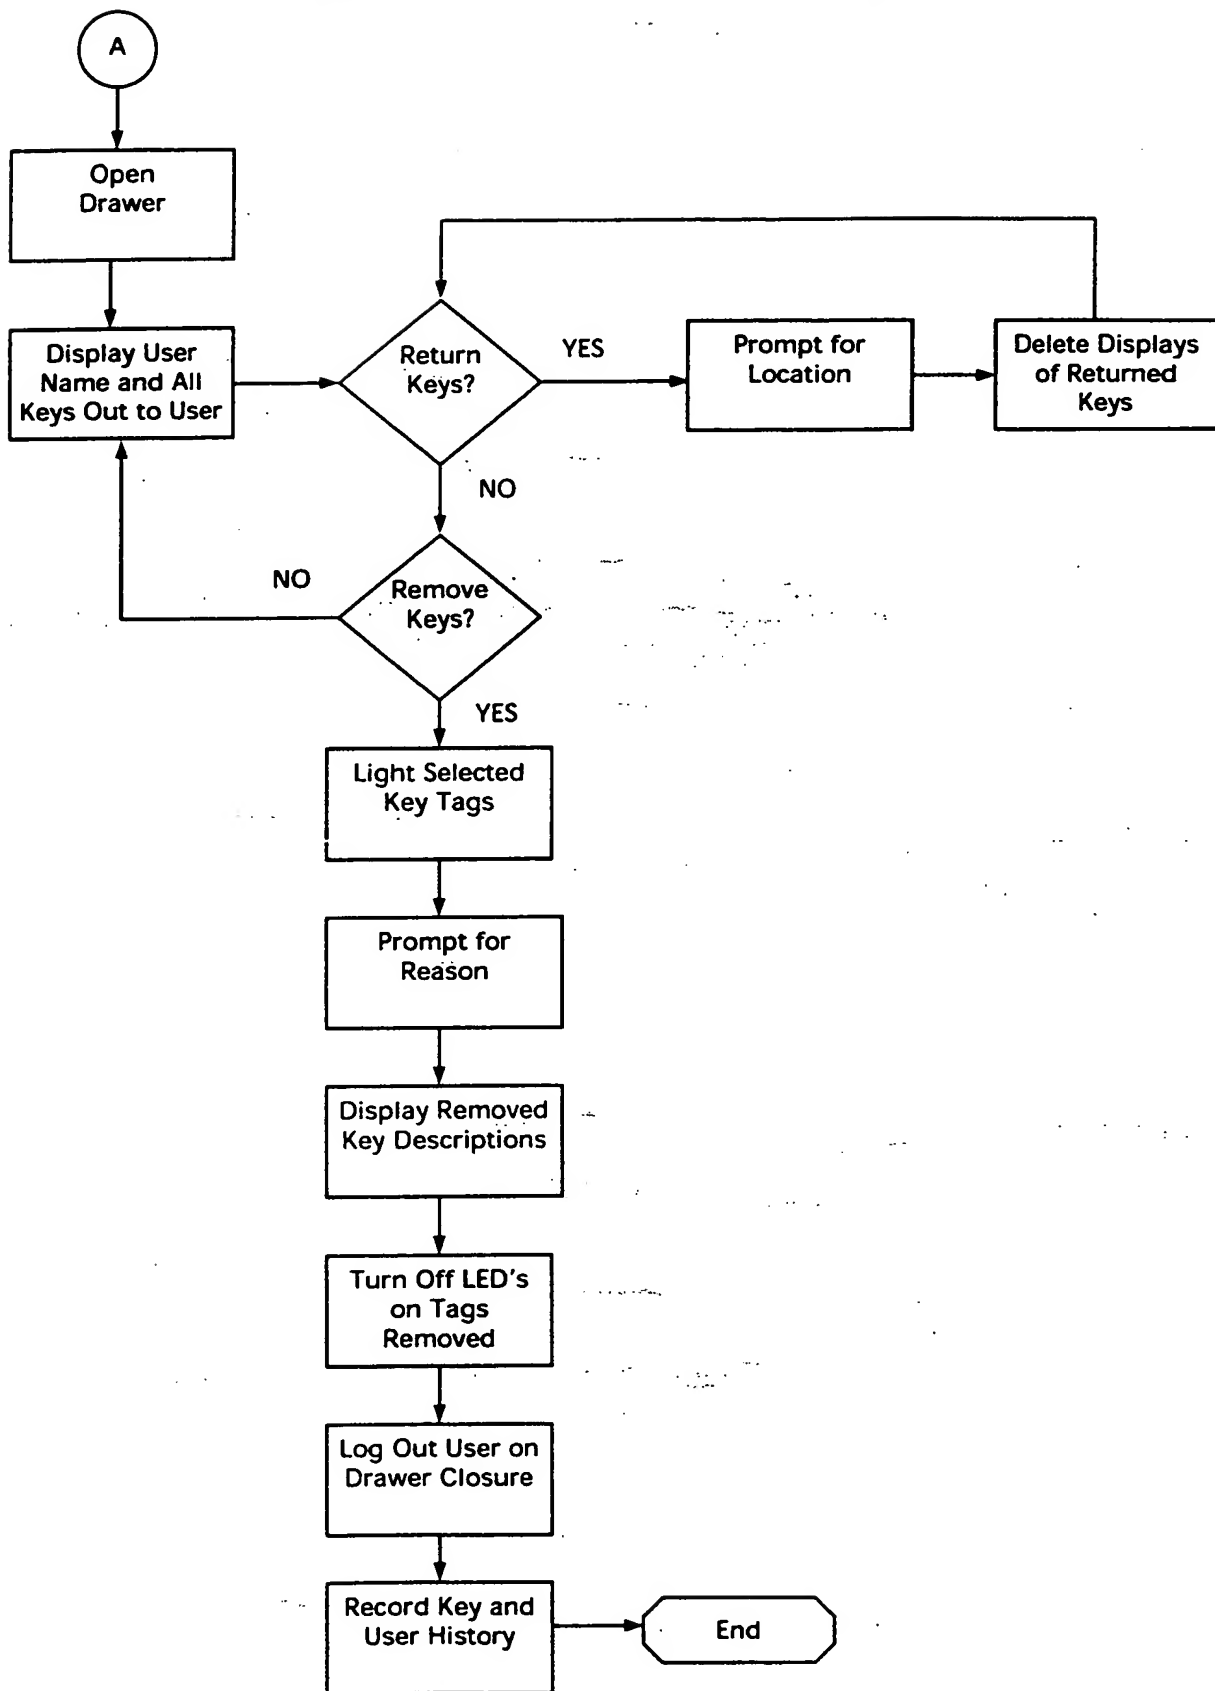 A
Open
Drawer
Display User
Name and All
Keys Out to User
Return
Keys?
YES
Prompt for
Location
Delete Displays
of Returned
Keys
NO
Remove
Keys?
NO
YES
Light Selected
Key Tags
Prompt for
Reason
Display Removed
Key Descriptions
Turn Off LED's
on Tags
Removed
Log Out User on
Drawer Closure
Record Key and
User History
End